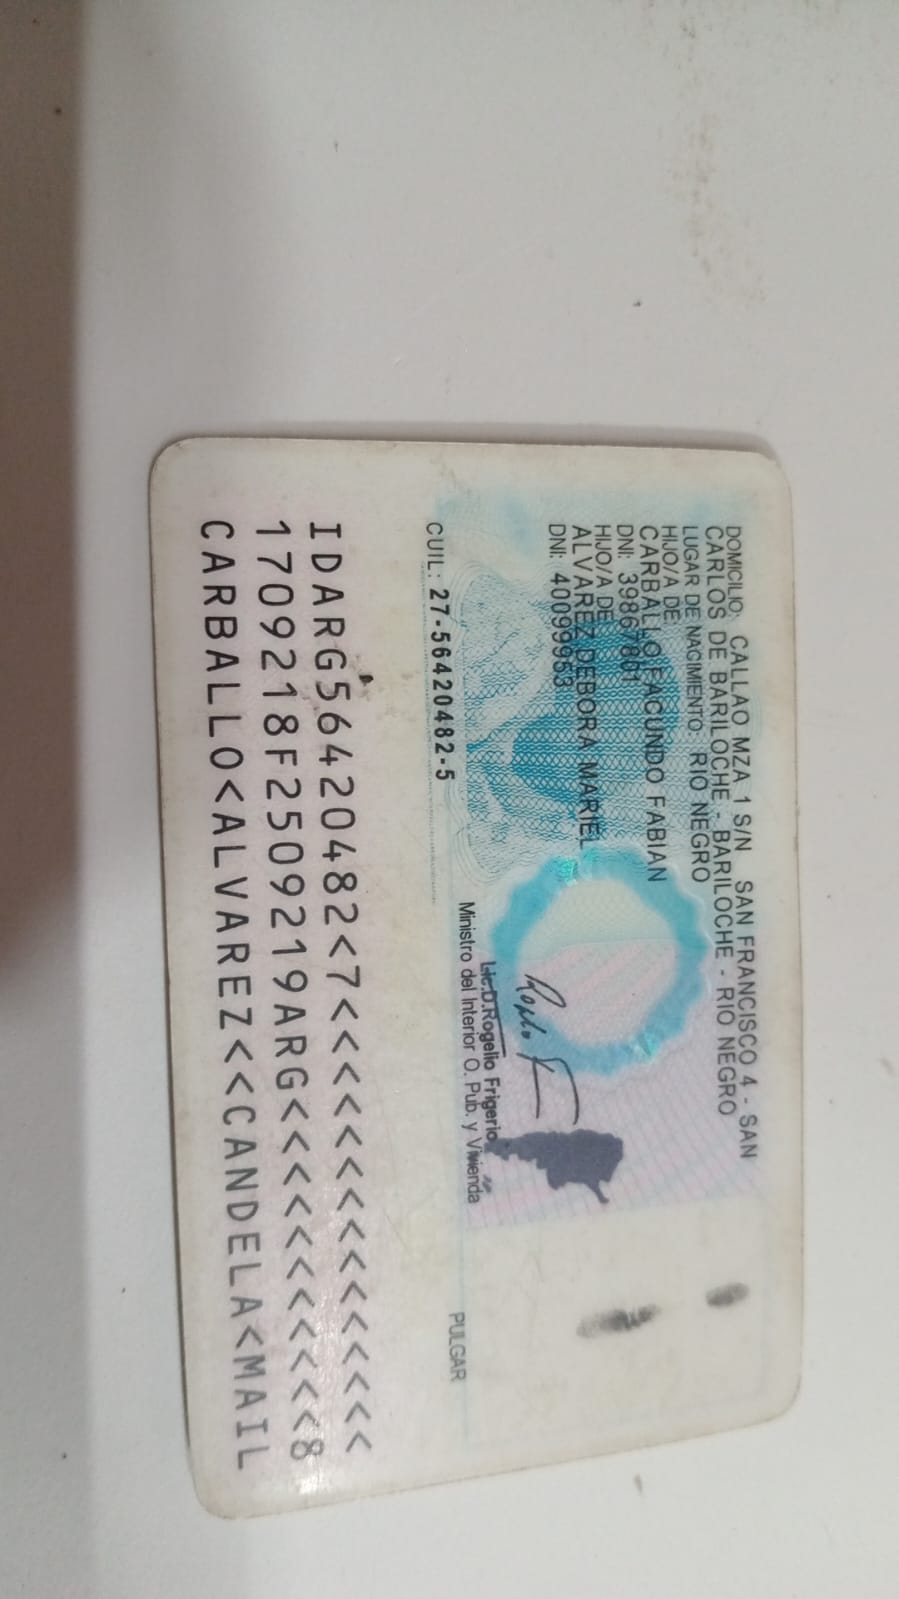 DOMICILIO: CALLAO MZA 1 S/N SAN FRANCISCO 4 - SAN
CARLOS DE BARILOCHE - BARILOCHE - RIO NEGRO
LUGAR DE NACIMIENTO: RIO NEGRO
HIJO/A DE:
CARBALLO FACUNDO FABIAN
DNI: 39867801
HIJO/A DE:
ALVAREZ DEBORA MARIEL
DNI: 40099953
Lic.D.Rogelio Frigerio
Ministro del Interior O. Pub. y Vivienda
CUIL: 27-56420482-5
PULGAR
IDARG56420482<7<<<<<<<<<<<<<<<
1709218F2509219ARG<<<<<<<<<<<8
CARBALLO<ALVAREZ<<CANDELA<MAIL